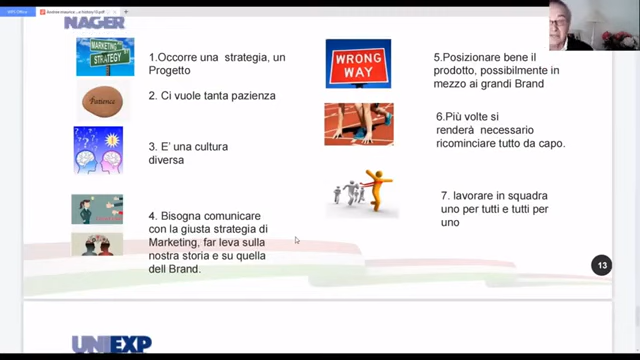 NAGER
MARKETING
STRATEGY
Patience
1.Occorre una strategia, un
Progetto
2. Ci vuole tanta pazienza
3. E' una cultura
diversa
4. Bisogna comunicare
con la giusta strategia di
Marketing, far leva sulla
nostra storia e su quella
dell Brand.
WRONG
WAY
5.Posizionare bene il
prodotto, possibilmente in
mezzo ai grandi Brand
6.Più volte si
renderà necessario
ricominciare tutto da capo.
7. lavorare in squadra
uno per tutti e tutti per
uno
13
UNIEXP